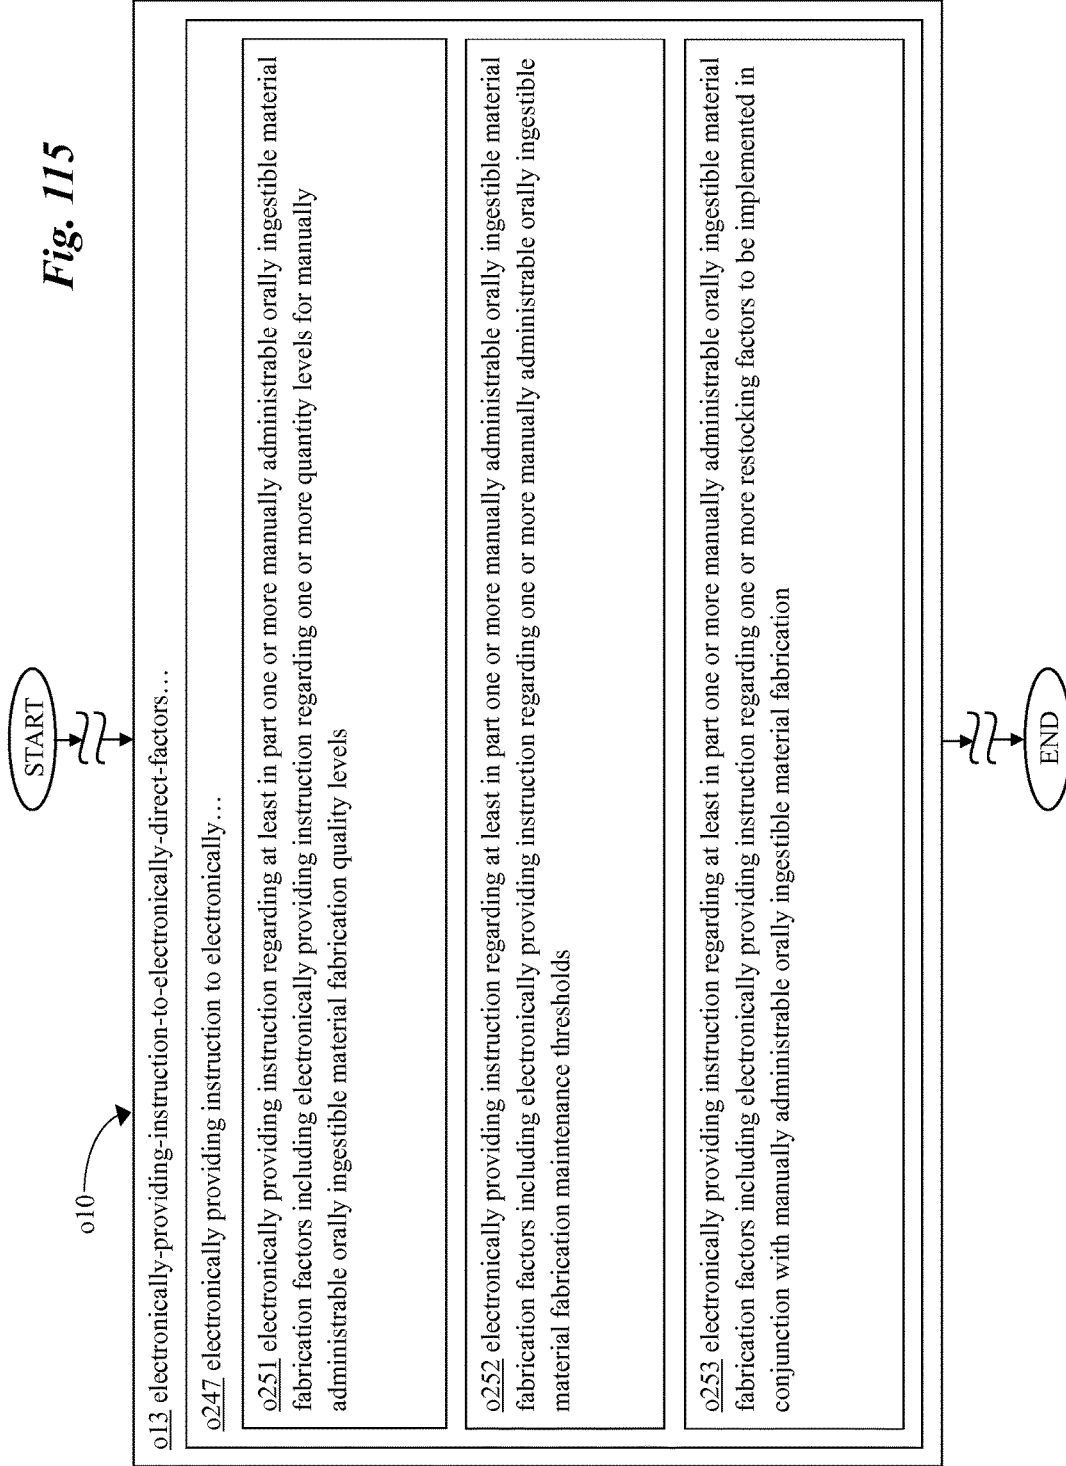 Fig. 115
START
o10
o13 electronically-providing-instruction-to-electronically-direct-factors…
o247 electronically providing instruction to electronically…
o251 electronically providing instruction regarding at least in part one or more manually administrable orally ingestible material
fabrication factors including electronically providing instruction regarding one or more quantity levels for manually
administrable orally ingestible material fabrication quality levels
o252 electronically providing instruction regarding at least in part one or more manually administrable orally ingestible material
fabrication factors including electronically providing instruction regarding one or more manually administrable orally ingestible
material fabrication maintenance thresholds
o253 electronically providing instruction regarding at least in part one or more manually administrable orally ingestible material
fabrication factors including electronically providing instruction regarding one or more restocking factors to be implemented in
conjunction with manually administrable orally ingestible material fabrication
END